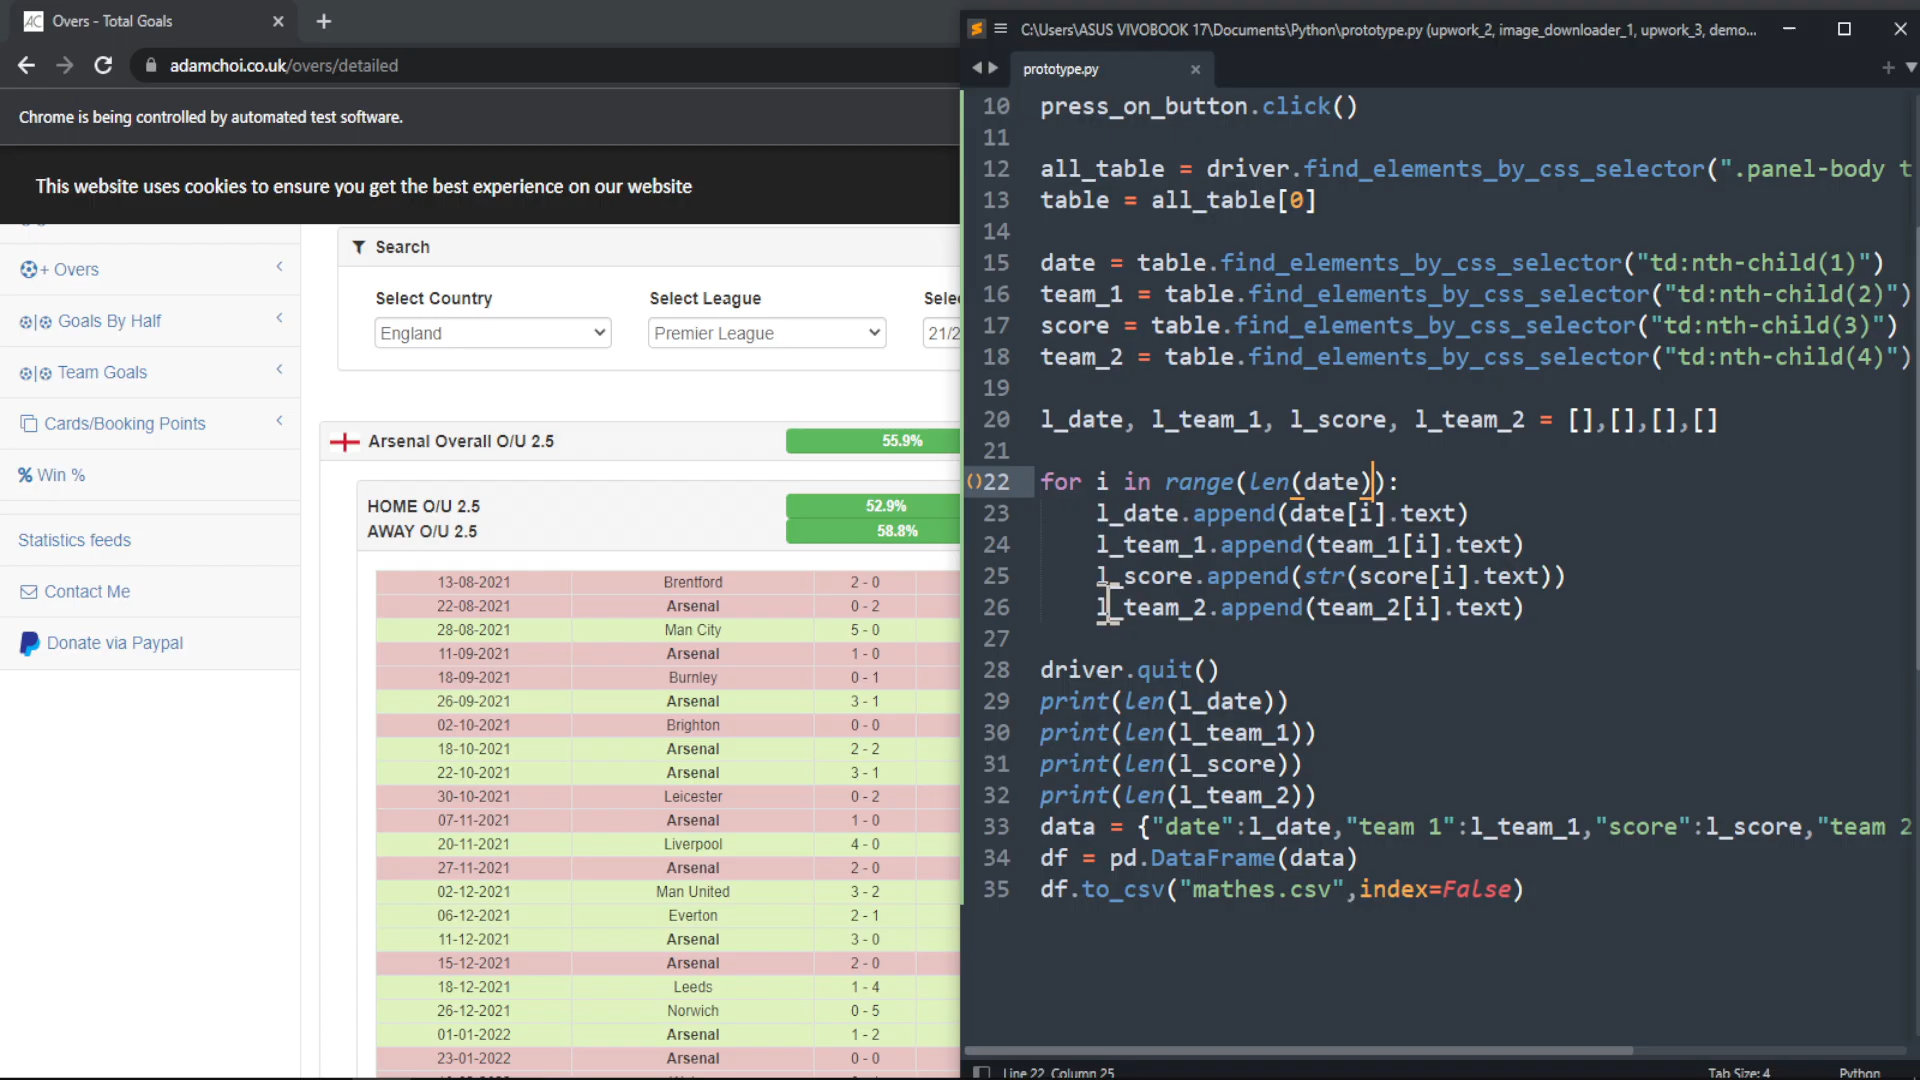 Overs - Total Goals
adamchoi.co.uk/overs/detailed
Chrome is being controlled by automated test software.
This website uses cookies to ensure you get the best experience on our website
+ Overs
Goals By Half
Team Goals
Cards/Booking Points
% Win %
Statistics feeds
Contact Me
Donate via Paypal
Search
Select Country
Select League
England
Premier League
21/2
Arsenal Overall O/U 2.5
55.9%
HOME O/U 2.5
52.9%
AWAY O/U 2.5
58.8%
13-08-2021 Brentford 2 - 0
22-08-2021 Arsenal 0 - 2
28-08-2021 Man City 5 - 0
11-09-2021 Arsenal 1 - 0
18-09-2021 Burnley 0 - 1
26-09-2021 Arsenal 3 - 1
02-10-2021 Brighton 0 - 0
18-10-2021 Arsenal 2 - 2
22-10-2021 Arsenal 3 - 1
30-10-2021 Leicester 0 - 2
07-11-2021 Arsenal 1 - 0
20-11-2021 Liverpool 4 - 0
27-11-2021 Arsenal 2 - 0
02-12-2021 Man United 3 - 2
06-12-2021 Everton 2 - 1
11-12-2021 Arsenal 3 - 0
15-12-2021 Arsenal 2 - 0
18-12-2021 Leeds 1 - 4
26-12-2021 Norwich 0 - 5
01-01-2022 Arsenal 1 - 2
23-01-2022 Arsenal 0 - 0
C:\Users\ASUS VIVOBOOK 17\Documents\Python\prototype.py (upwork_2, image_downloader_1, upwork_3, demo...
prototype.py
10 press_on_button.click()
11
12 all_table = driver.find_elements_by_css_selector(".panel-body t
13 table = all_table[0]
14
15 date = table.find_elements_by_css_selector("td:nth-child(1)")
16 team_1 = table.find_elements_by_css_selector("td:nth-child(2)")
17 score = table.find_elements_by_css_selector("td:nth-child(3)")
18 team_2 = table.find_elements_by_css_selector("td:nth-child(4)")
19
20 l_date, l_team_1, l_score, l_team_2 = [],[],[],[]
21
22 for i in range(len(date)):
23 l_date.append(date[i].text)
24 l_team_1.append(team_1[i].text)
25 l_score.append(str(score[i].text))
26 l_team_2.append(team_2[i].text)
27
28 driver.quit()
29 print(len(l_date))
30 print(len(l_team_1))
31 print(len(l_score))
32 print(len(l_team_2))
33 data = {"date":l_date,"team 1":l_team_1,"score":l_score,"team 2
34 df = pd.DataFrame(data)
35 df.to_csv("mathes.csv",index=False)
Line 22, Column 25
Tab Size: 4
Python